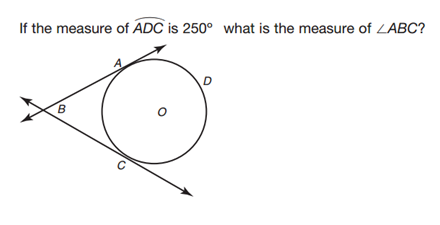 If the measure of ADC is 250° what is the measure of ∠ABC?
A
D
B
O
C